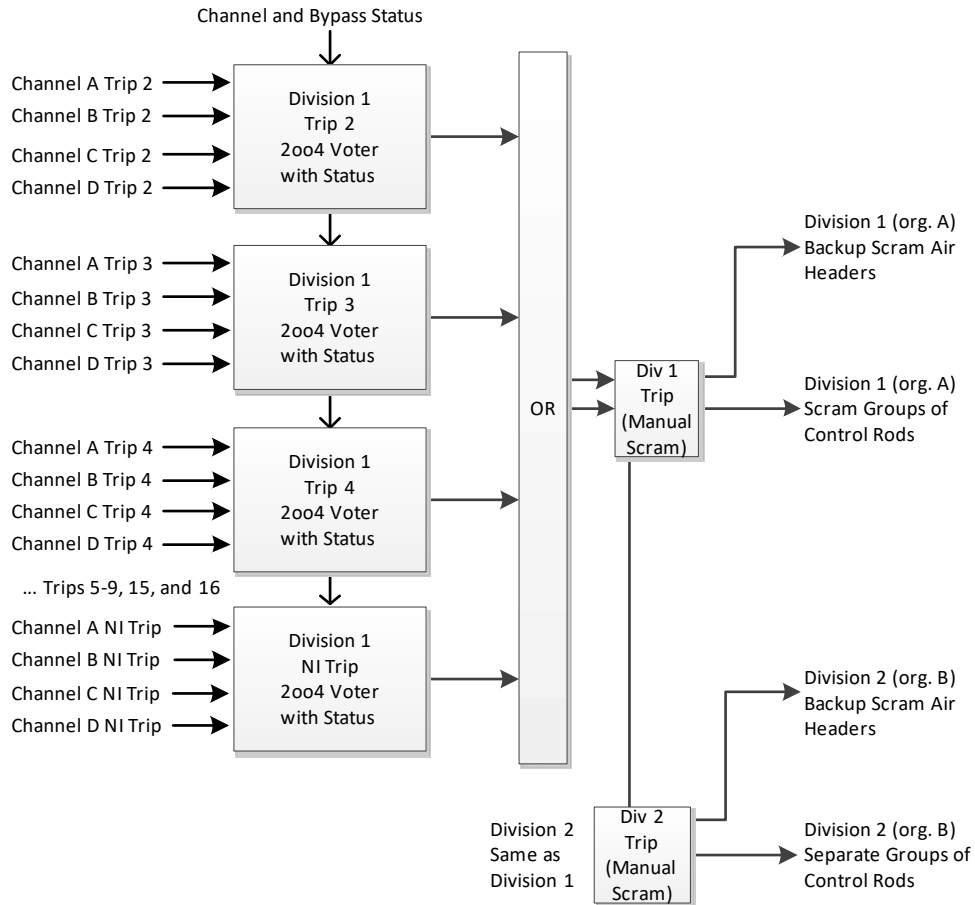 Channel and Bypass Status
Channel A Trip 2
Channel B Trip 2
Channel C Trip 2
Channel D Trip 2
Division 1
Trip 2
2oo4 Voter
with Status
Channel A Trip 3
Channel B Trip 3
Channel C Trip 3
Channel D Trip 3
Division 1
Trip 3
2oo4 Voter
with Status
Channel A Trip 4
Channel B Trip 4
Channel C Trip 4
Channel D Trip 4
Division 1
Trip 4
2oo4 Voter
with Status
... Trips 5-9, 15, and 16
Channel A NI Trip
Channel B NI Trip
Channel C NI Trip
Channel D NI Trip
Division 1
NI Trip
2oo4 Voter
with Status
OR
Div 1
Trip
(Manual
Scram)
Division 1 (org. A)
Backup Scram Air
Headers
Division 1 (org. A)
Scram Groups of
Control Rods
Division 2
Same as
Division 1
Div 2
Trip
(Manual
Scram)
Division 2 (org. B)
Backup Scram Air
Headers
Division 2 (org. B)
Separate Groups of
Control Rods